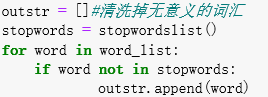 outstr = []#清洗掉无意义的词汇
stopwords = stopwordslist()
for word in word_list:
    if word not in stopwords:
            outstr.append(word)